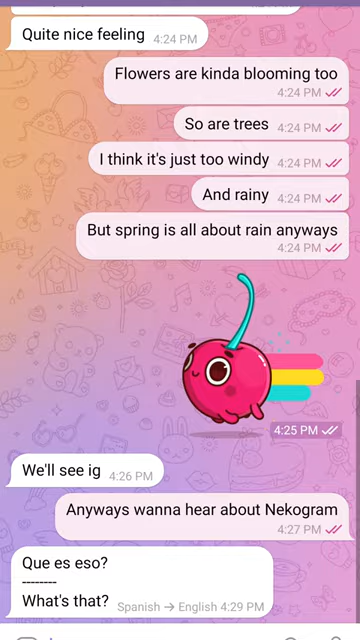 Quite nice feeling 4:24 PM
Flowers are kinda blooming too
4:24 PM
So are trees 4:24 PM
I think it's just too windy 4:24 PM
And rainy 4:24 PM
But spring is all about rain anyways
4:24 PM
4:25 PM
We'll see ig 4:26 PM
Anyways wanna hear about Nekogram
4:27 PM
Que es eso?
--------
What's that? Spanish → English 4:29 PM